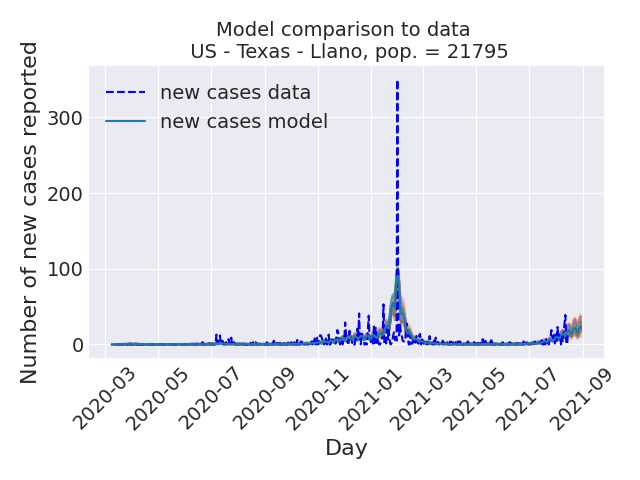 Model comparison to data
US - Texas - Llano, pop. = 21795
Number of new cases reported
300
200
100
0
new cases data
new cases model
2020-03
2020-05
2020-07
2020-09
2020-11
2021-01
2021-03
2021-05
2021-07
2021-09
Day